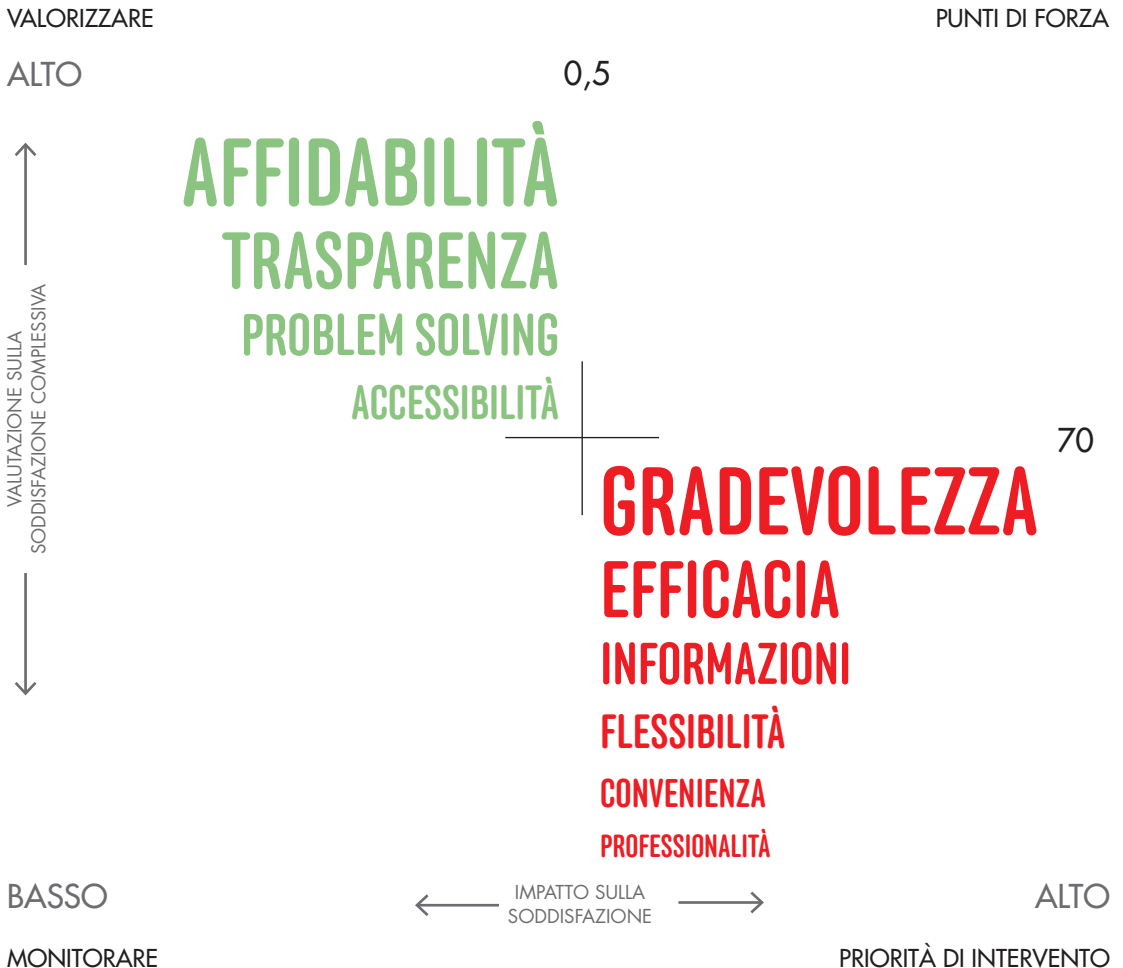 VALORIZZARE
PUNTI DI FORZA
ALTO
0,5
AFFIDABILITÀ
TRASPARENZA
PROBLEM SOLVING
ACCESSIBILITÀ
VALUTAZIONE SULLA
SODDISFAZIONE COMPLESSIVA
70
GRADEVOLEZZA
EFFICACIA
INFORMAZIONI
FLESSIBILITÀ
CONVENIENZA
PROFESSIONALITÀ
BASSO
IMPATTO SULLA
SODDISFAZIONE
ALTO
MONITORARE
PRIORITÀ DI INTERVENTO